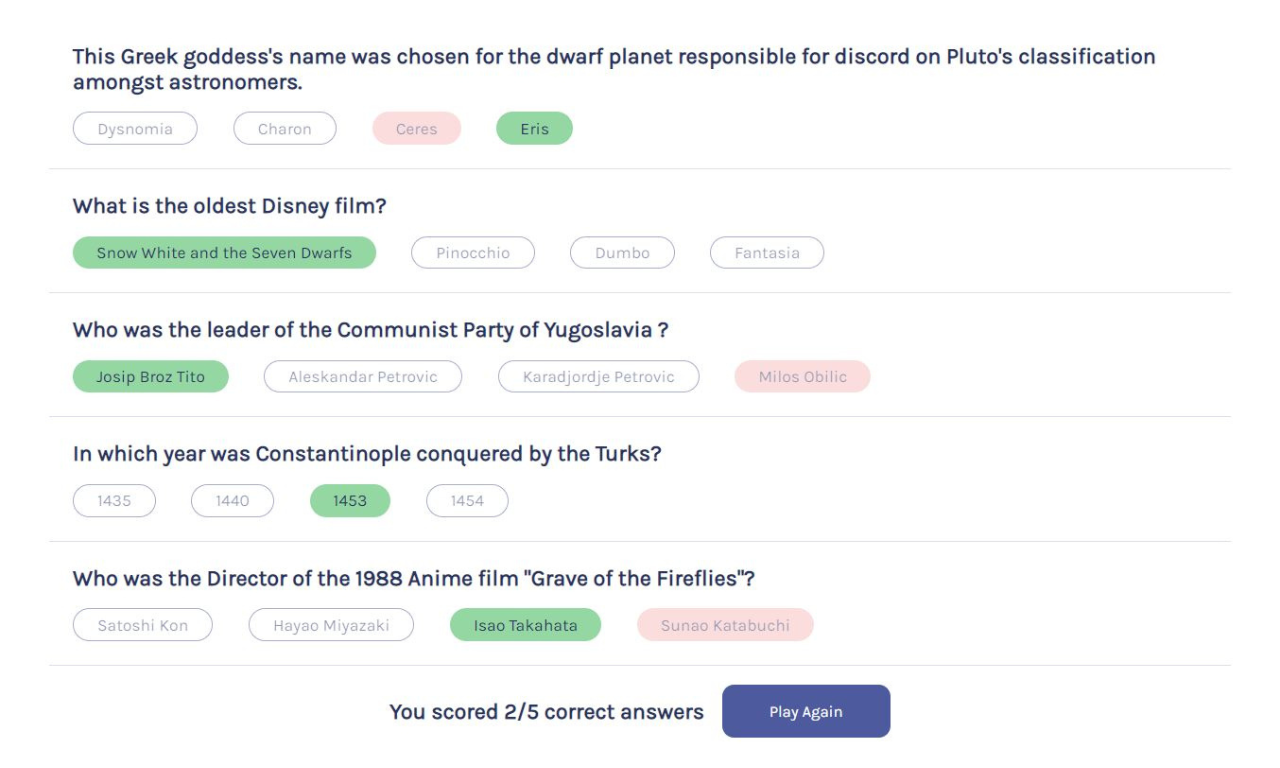 This Greek goddess's name was chosen for the dwarf planet responsible for discord on Pluto's classification
amongst astronomers.
Dysnomia Charon Ceres Eris
What is the oldest Disney film?
Snow White and the Seven Dwarfs Pinocchio Dumbo Fantasia
Who was the leader of the Communist Party of Yugoslavia ?
Josip Broz Tito Aleskandar Petrovic Karadjordje Petrovic Milos Obilic
In which year was Constantinople conquered by the Turks?
1435 1440 1453 1454
Who was the Director of the 1988 Anime film "Grave of the Fireflies"?
Satoshi Kon Hayao Miyazaki Isao Takahata Sunao Katabuchi
You scored 2/5 correct answers Play Again